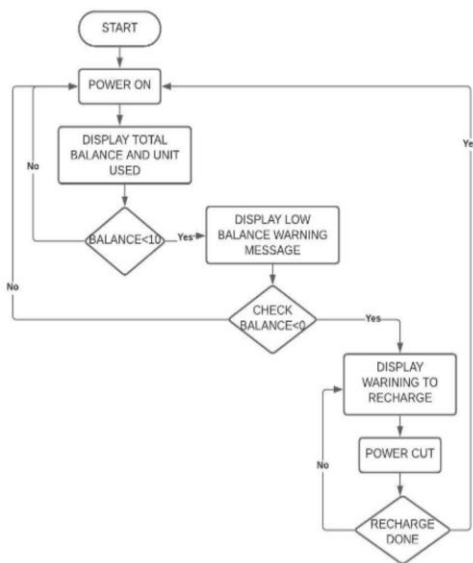 START
POWER ON
DISPLAY TOTAL
BALANCE AND UNIT
USED
No
BALANCE<10
Yes
DISPLAY LOW
BALANCE WARNING
MESSAGE
No
CHECK
BALANCE<0
Yes
DISPLAY
WARINING TO
RECHARGE
POWER CUT
No
RECHARGE
DONE
Ye